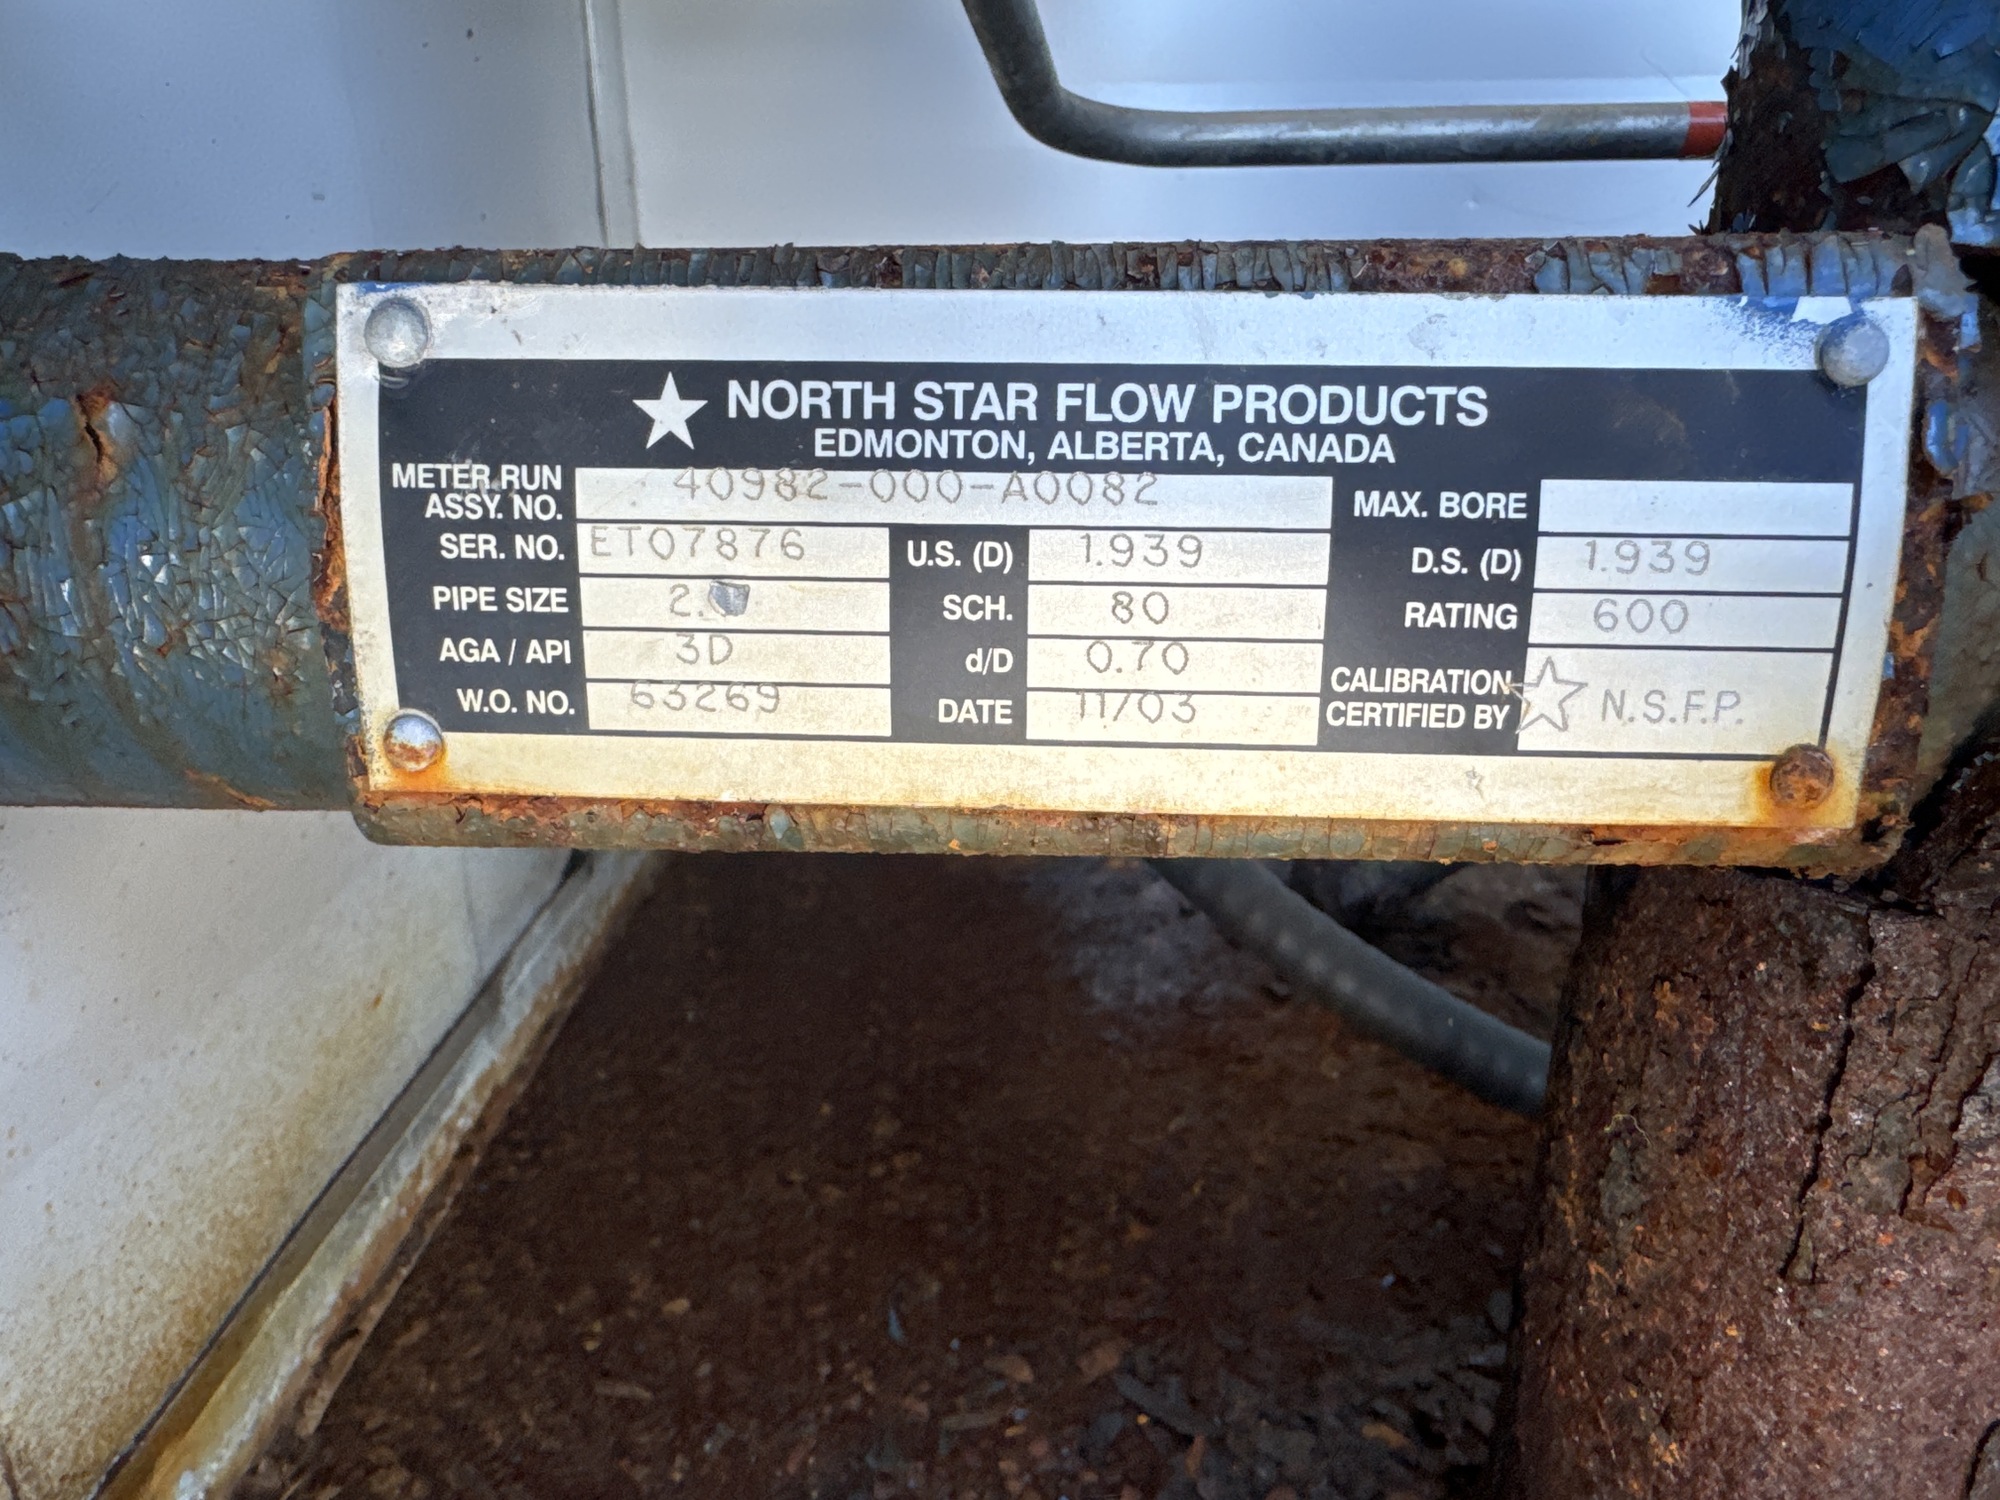 NORTH STAR FLOW PRODUCTS
EDMONTON, ALBERTA, CANADA
METER RUN ASSY. NO. 40982-000-A0082 MAX. BORE
SER. NO. ET07876 U.S. (D) 1.939 D.S. (D) 1.939
PIPE SIZE SCH. 80 RATING 600
AGA / API 3D d/D 0.70
W.O. NO. 63269 DATE 11/03 CALIBRATION CERTIFIED BY N.S.F.P.